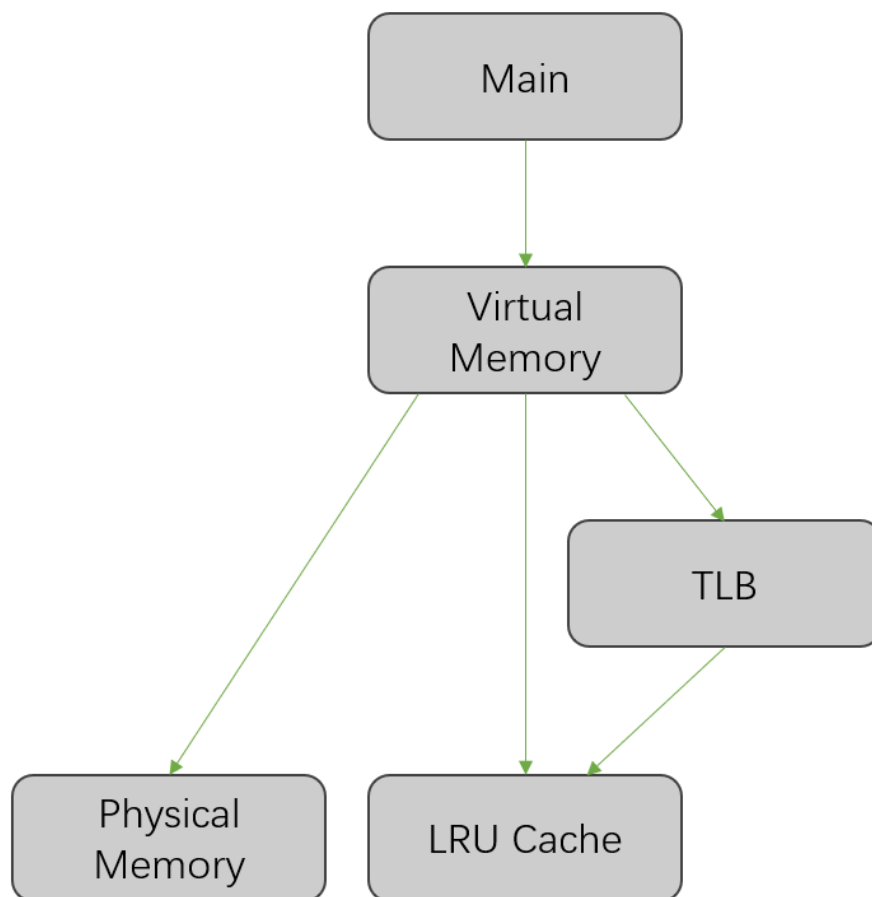 Main
Virtual
Memory
TLB
Physical
Memory
LRU Cache